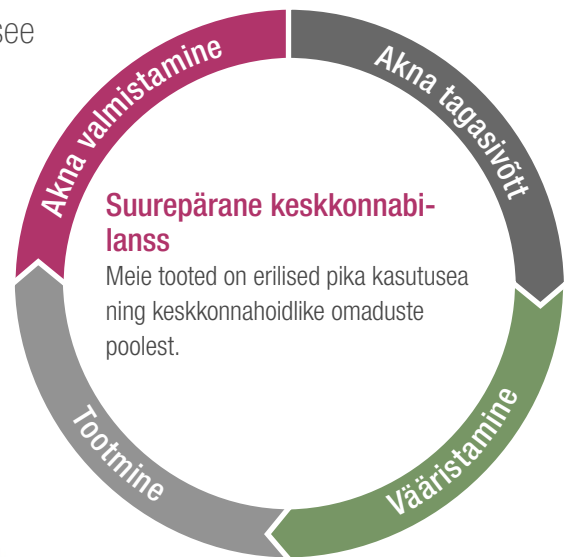 see
Akna valmistamine
Akna tagasivõtt
Suurepärane keskkonnabi-
lanss
Meie tooted on erilised pika kasutusea
ning keskkonnahoidlike omaduste
poolest.
Tootmine
Vääristamine